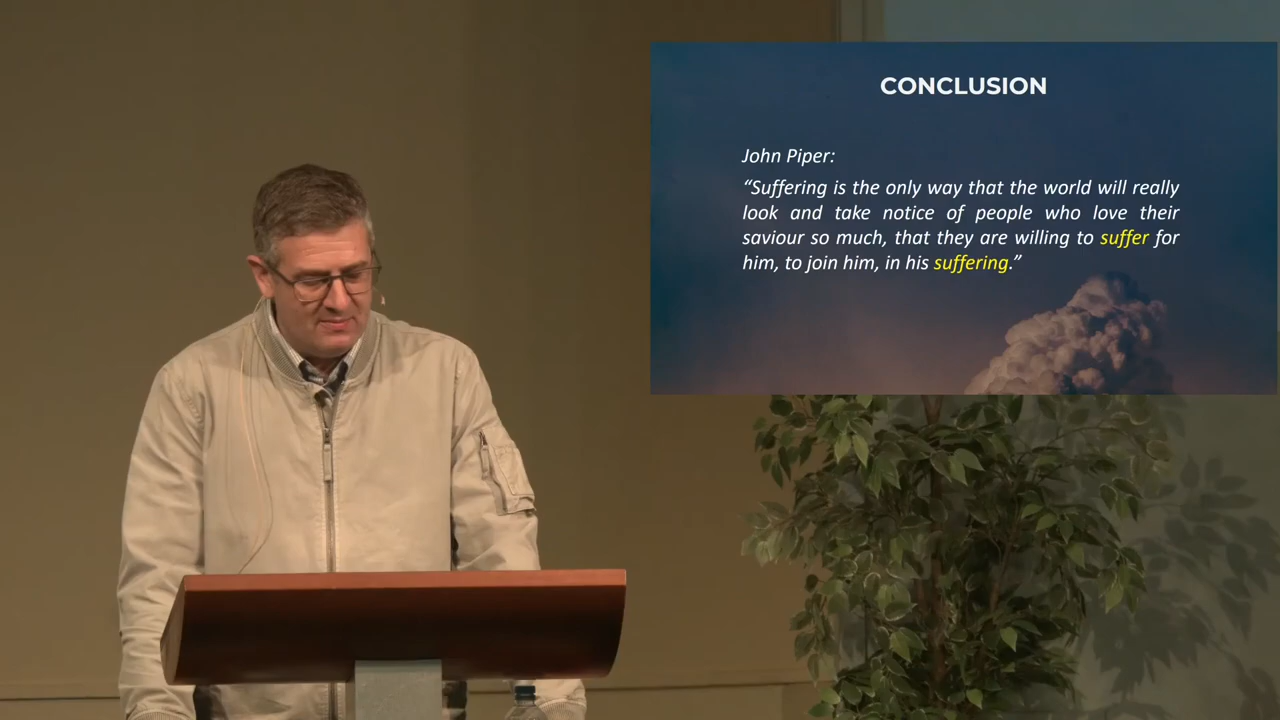 CONCLUSION
John Piper:
“Suffering is the only way that the world will really
look and take notice of people who love their
saviour so much, that they are willing to suffer for
him, to join him, in his suffering.”